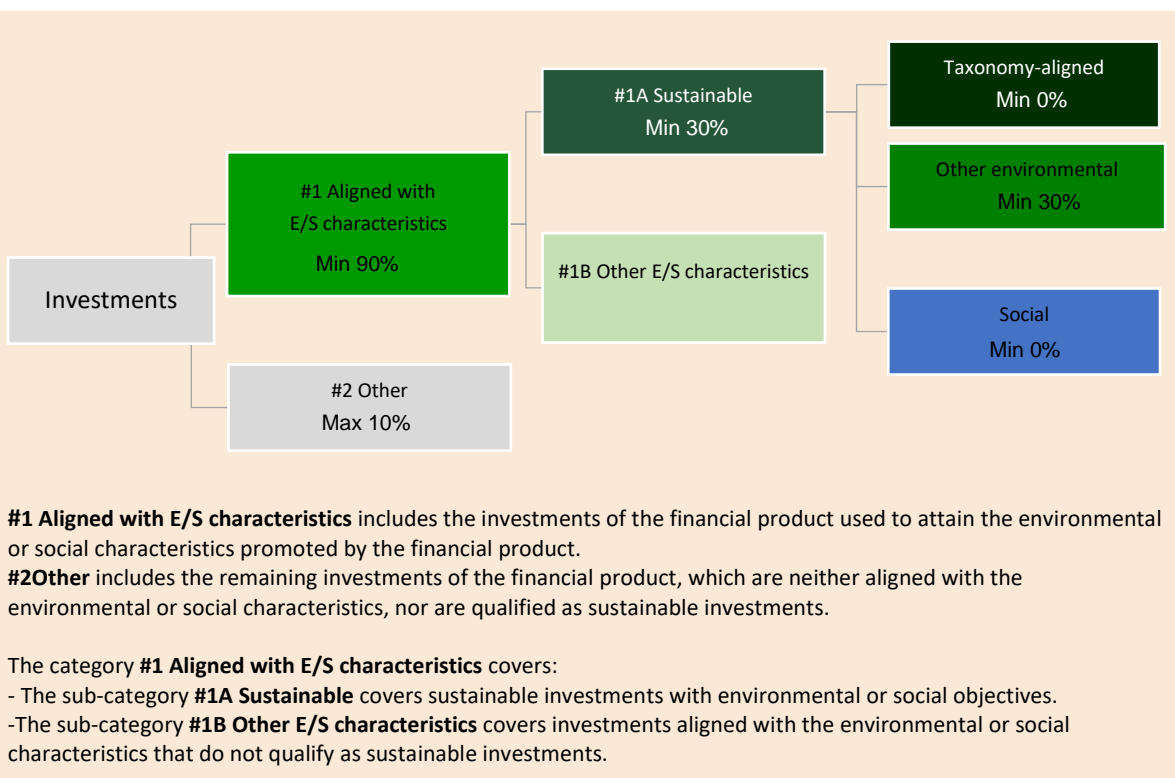 Investments
#1 Aligned with
E/S characteristics
Min 90%
#2 Other
Max 10%
#1A Sustainable
Min 30%
#1B Other E/S characteristics
Taxonomy-aligned
Min 0%
Other environmental
Min 30%
Social
Min 0%
#1 Aligned with E/S characteristics includes the investments of the financial product used to attain the environmental
or social characteristics promoted by the financial product.
#2Other includes the remaining investments of the financial product, which are neither aligned with the
environmental or social characteristics, nor are qualified as sustainable investments.
The category #1 Aligned with E/S characteristics covers:
- The sub-category #1A Sustainable covers sustainable investments with environmental or social objectives.
-The sub-category #1B Other E/S characteristics covers investments aligned with the environmental or social
characteristics that do not qualify as sustainable investments.